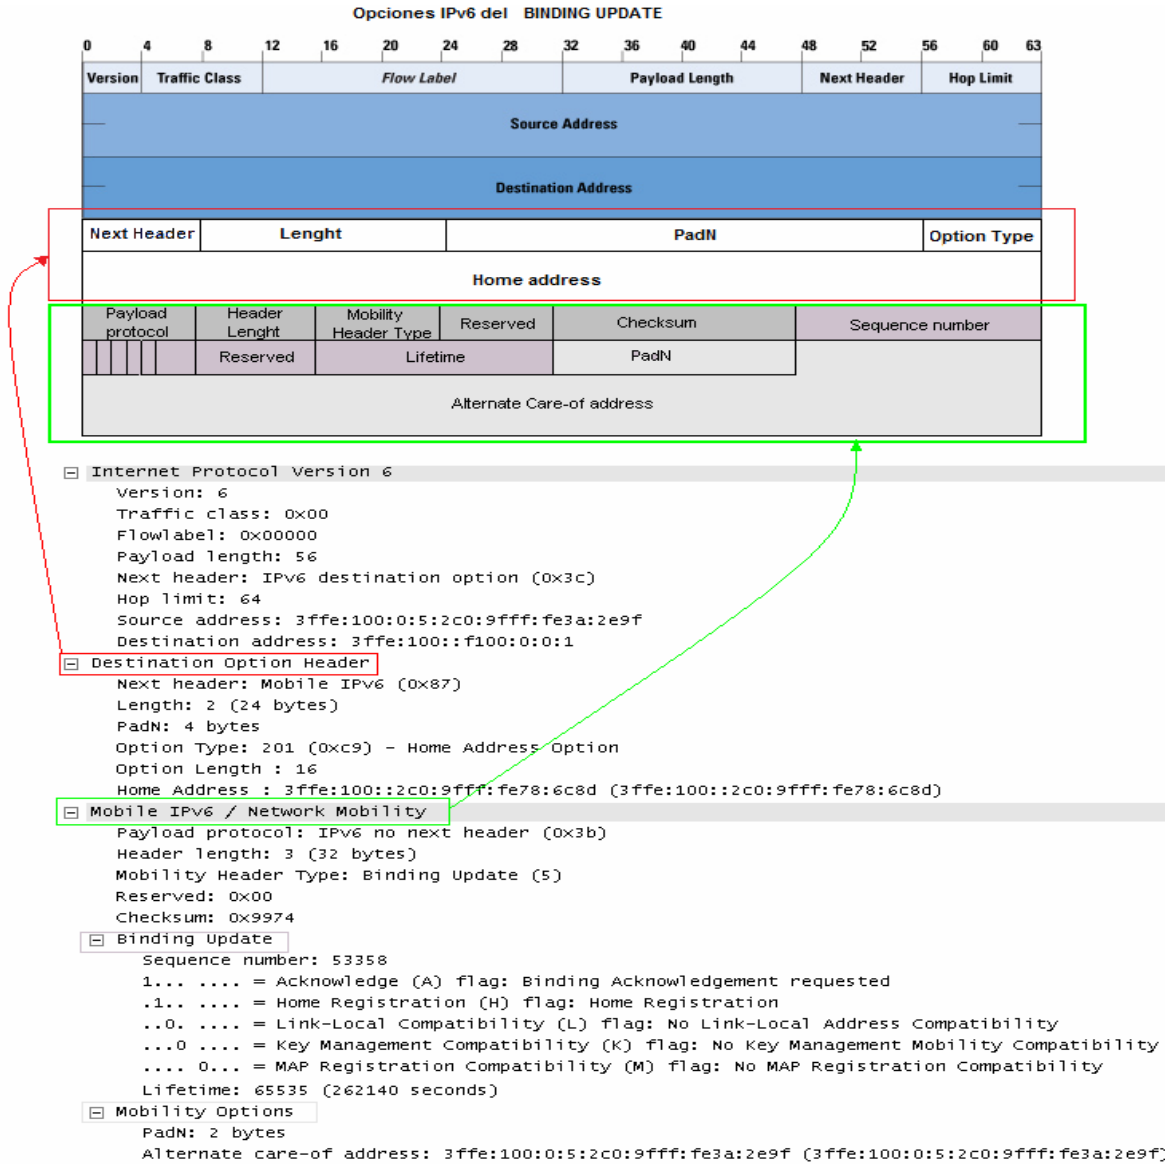 Opciones IPv6 del BINDING UPDATE
0 4 8 12 16 20 24 28 32 36 40 44 48 52 56 60 63
Version Traffic Class Flow Label Payload Length Next Header Hop Limit
Source Address
Destination Address
Next Header Lenght PadN Option Type
Home address
Payload protocol Header Lenght Mobility Header Type Reserved Checksum Sequence number
Reserved Lifetime PadN
Alternate Care-of address
Internet Protocol Version 6
Version: 6
Traffic class: 0x00
Flowlabel: 0x00000
Payload length: 56
Next header: IPv6 destination option (0x3c)
Hop limit: 64
Source address: 3ffe:100:0:5:2c0:9fff:fe3a:2e9f
Destination address: 3ffe:100::f100:0:0:1
Destination Option Header
Next header: Mobile IPv6 (0x87)
Length: 2 (24 bytes)
PadN: 4 bytes
Option Type: 201 (0xc9) - Home Address Option
Option Length : 16
Home Address : 3ffe:100::2c0:9fff:fe78:6c8d (3ffe:100::2c0:9fff:fe78:6c8d)
Mobile IPv6 / Network Mobility
Payload protocol: IPv6 no next header (0x3b)
Header length: 3 (32 bytes)
Mobility Header Type: Binding Update (5)
Reserved: 0x00
Checksum: 0x9974
Binding Update
Sequence number: 53358
1... .... = Acknowledge (A) flag: Binding Acknowledgement requested
.1.. .... = Home Registration (H) flag: Home Registration
..0. .... = Link-Local Compatibility (L) flag: No Link-Local Address Compatibility
...0 .... = Key Management Compatibility (K) flag: No Key Management Mobility Compatibility
.... 0... = MAP Registration Compatibility (M) flag: No MAP Registration Compatibility
Lifetime: 65535 (262140 seconds)
Mobility Options
PadN: 2 bytes
Alternate care-of address: 3ffe:100:0:5:2c0:9fff:fe3a:2e9f (3ffe:100:0:5:2c0:9fff:fe3a:2e9f)